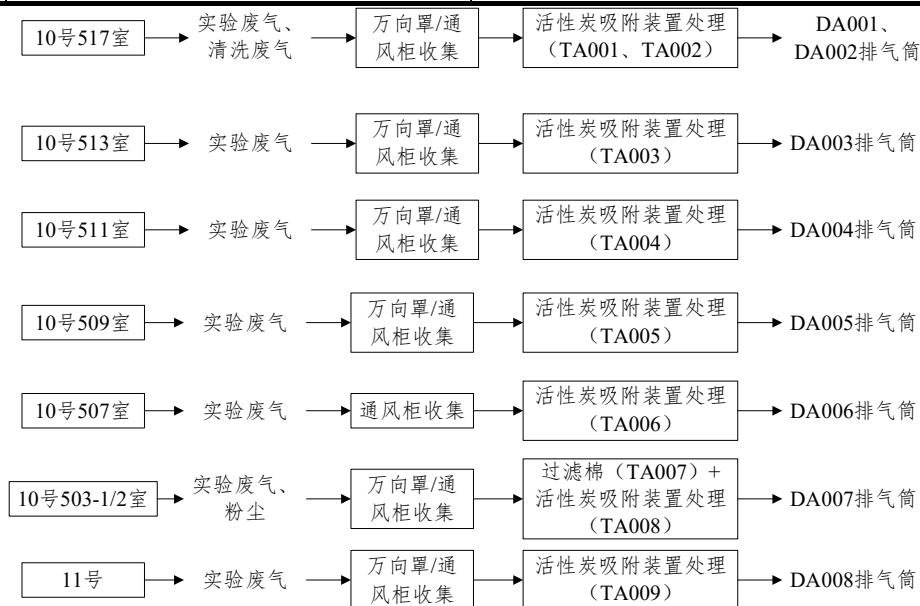 10号517室
实验废气、
清洗废气
万向罩/通
风柜收集
活性炭吸附装置处理
（TA001、TA002）
DA001、
DA002排气筒
10号513室
实验废气
万向罩/通
风柜收集
活性炭吸附装置处理
（TA003）
DA003排气筒
10号511室
实验废气
万向罩/通
风柜收集
活性炭吸附装置处理
（TA004）
DA004排气筒
10号509室
实验废气
万向罩/通
风柜收集
活性炭吸附装置处理
（TA005）
DA005排气筒
10号507室
实验废气
通风柜收集
活性炭吸附装置处理
（TA006）
DA006排气筒
10号503-1/2室
实验废气、
粉尘
万向罩/通
风柜收集
过滤棉（TA007）+
活性炭吸附装置处理
（TA008）
DA007排气筒
11号
实验废气
万向罩/通
风柜收集
活性炭吸附装置处理
（TA009）
DA008排气筒